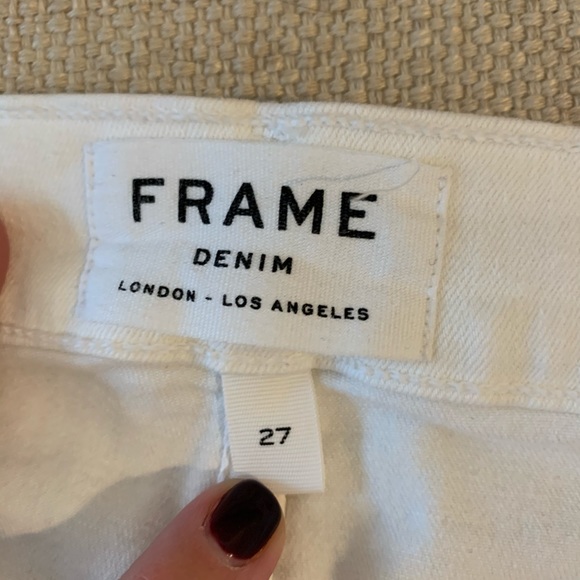 FRAME
DENIM
LONDON - LOS ANGELES
27